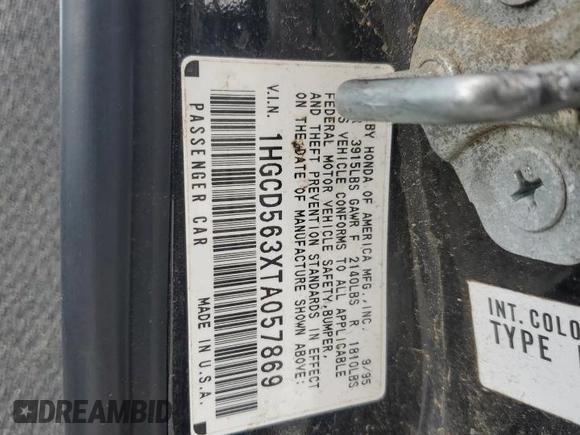 BY HONDA OF AMERICA MFG., INC. 9/95
3915LBS GAWR F 2140LBS R 1810LBS
VEHICLE CONFORMS TO ALL APPLICABLE
FEDERAL MOTOR VEHICLE SAFETY, BUMPER,
AND THEFT PREVENTION STANDARDS IN EFFECT
ON THE DATE OF MANUFACTURE SHOWN ABOVE:
V.I.N. 1HGCD563XTA057869
PASSENGER CAR MADE IN U.S.A.
INT. COLO
TYPE
DREAMBID